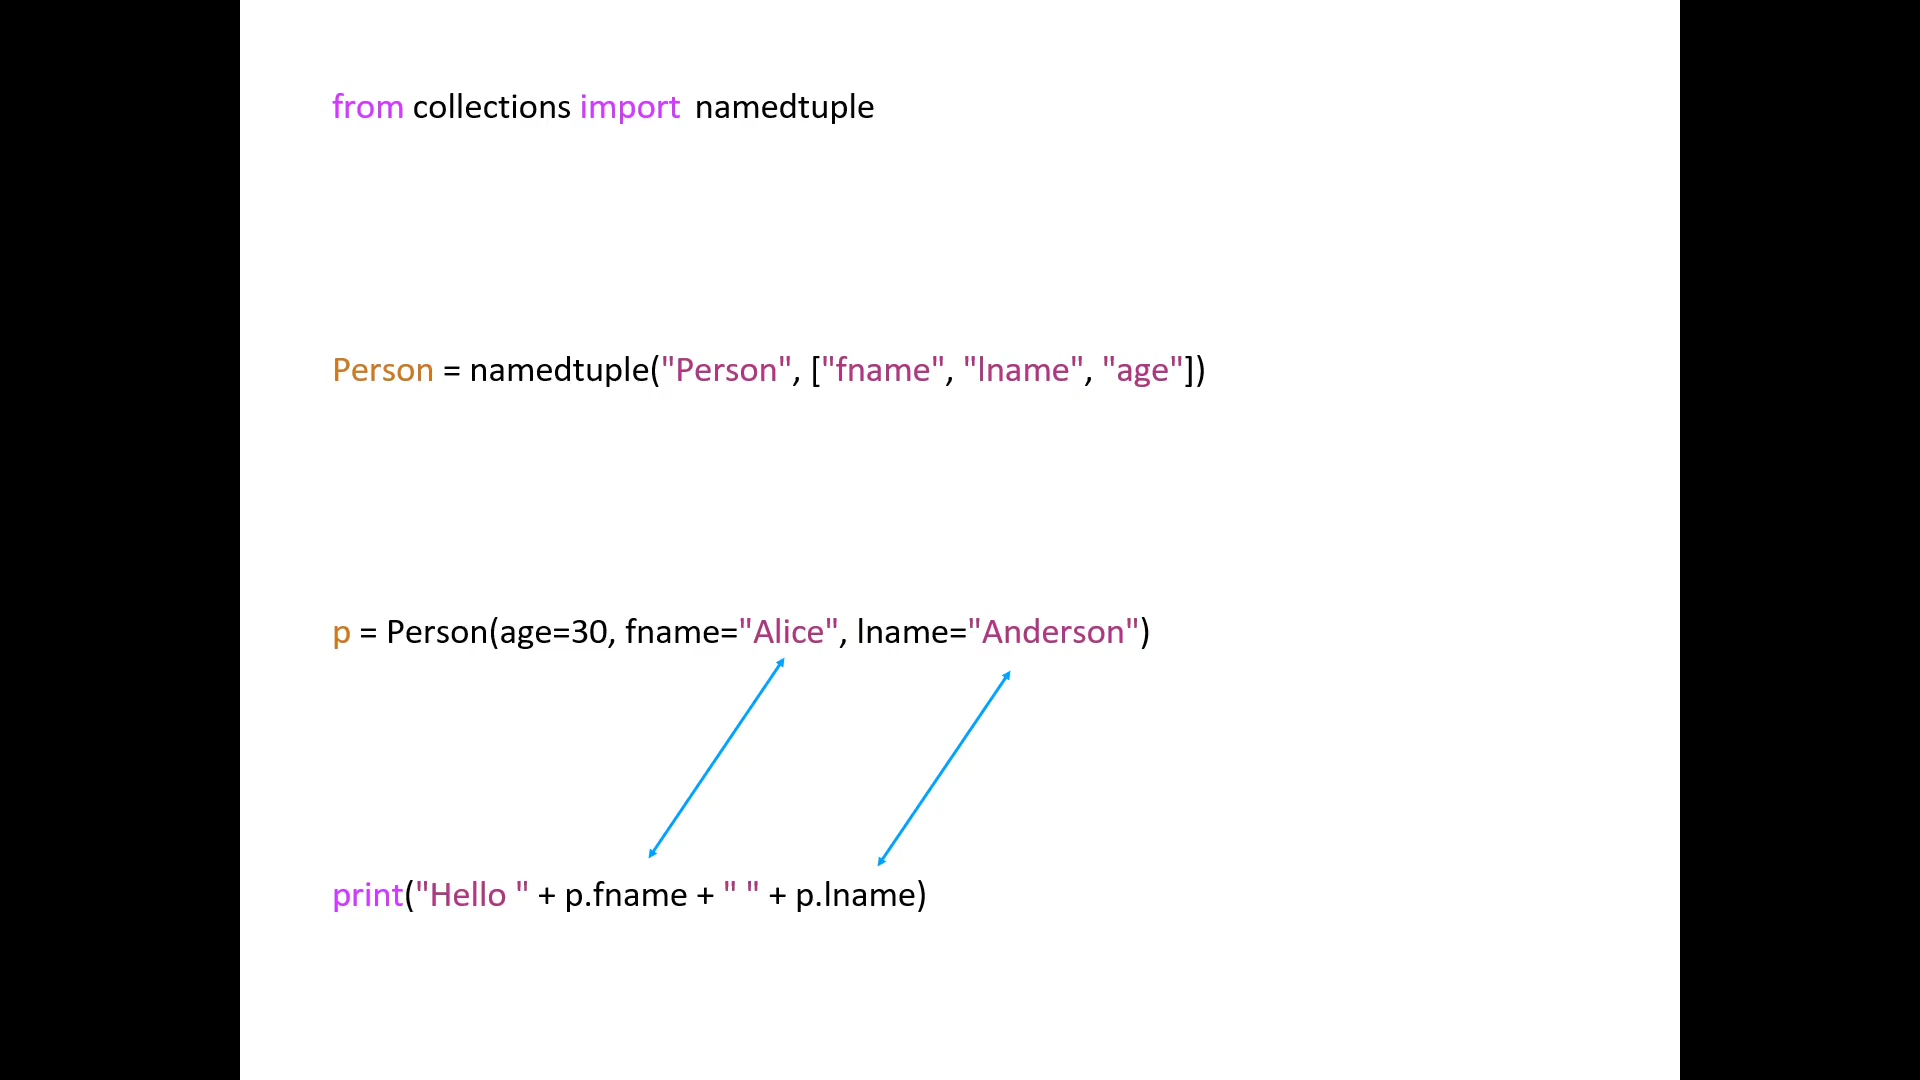 from collections import namedtuple
Person = namedtuple("Person", ["fname", "lname", "age"])
p = Person(age=30, fname="Alice", lname="Anderson")
print("Hello " + p.fname + " " + p.lname)